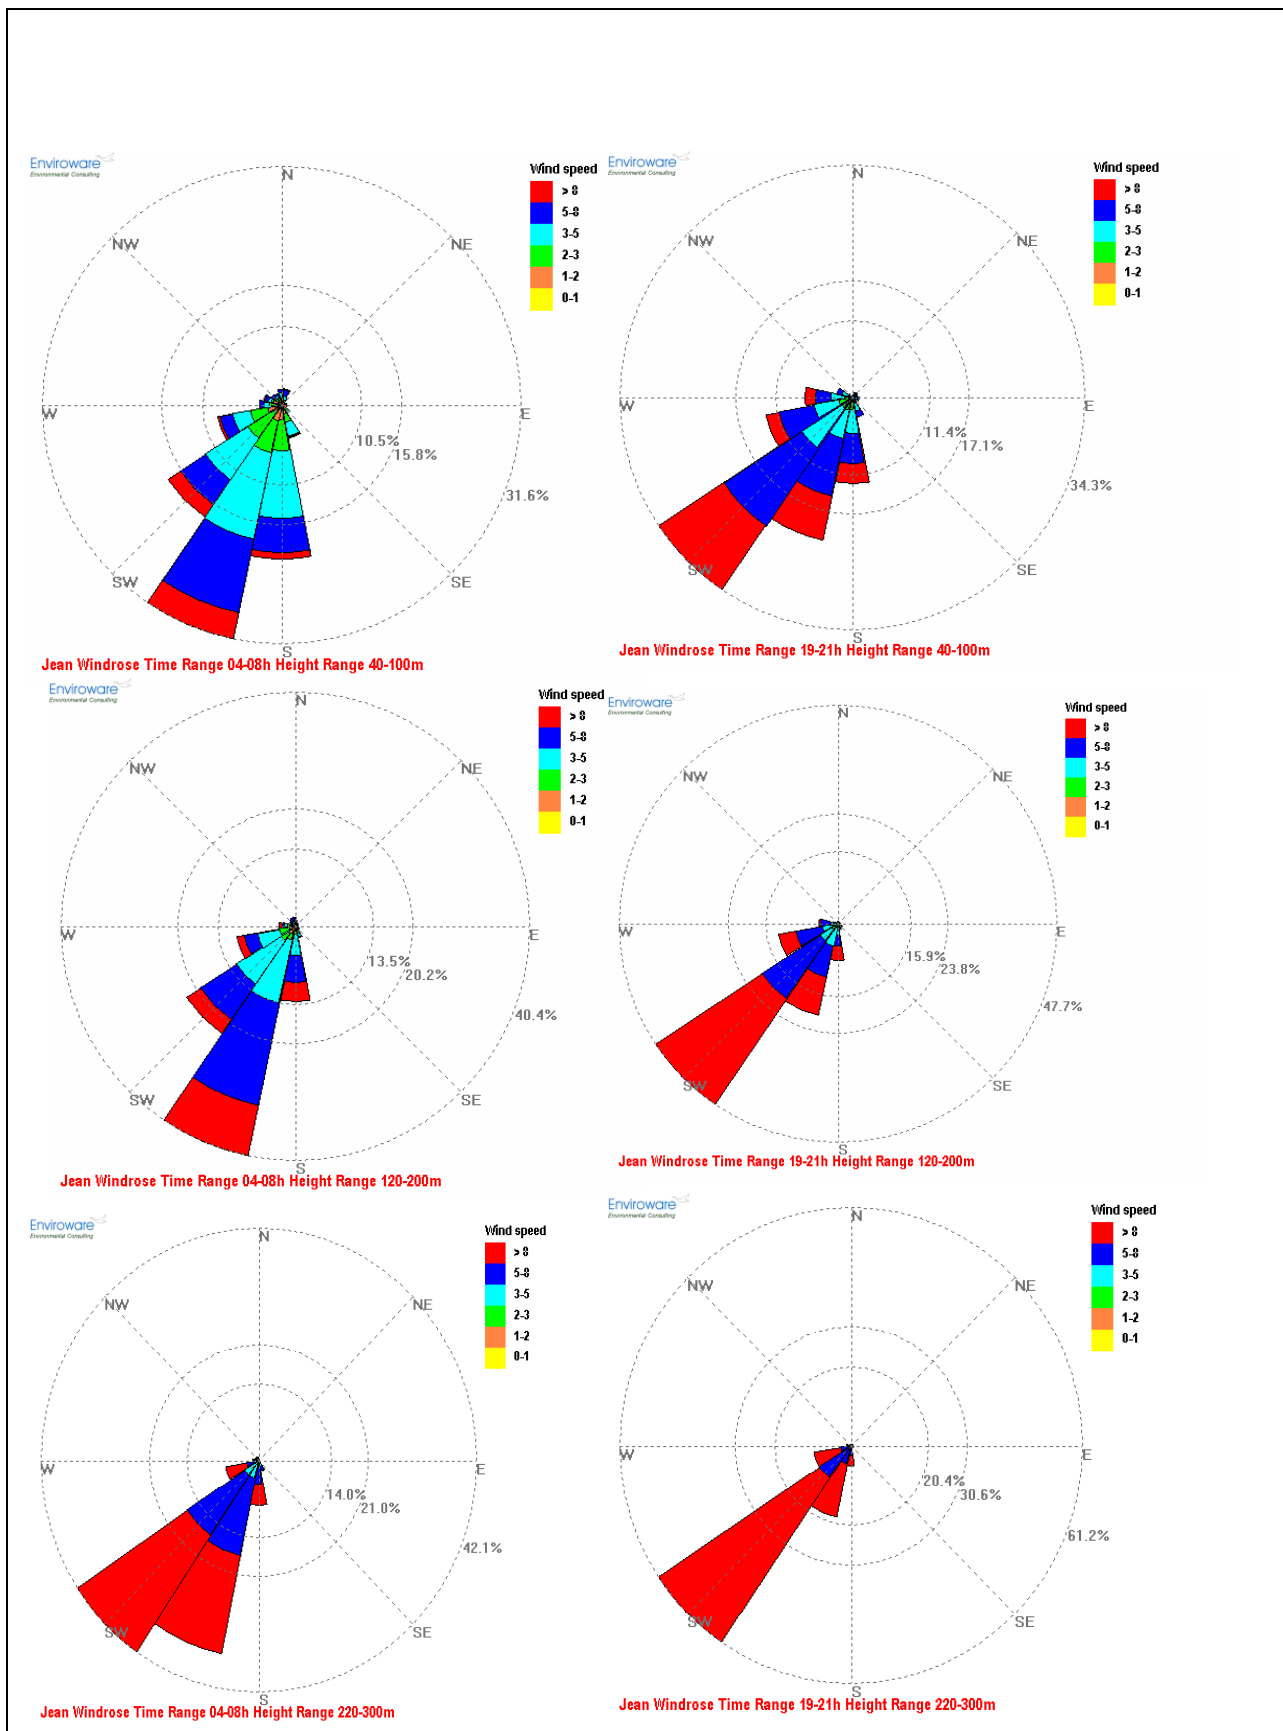 Enviroware
Environmental Consulting
Wind speed
> 8
5-8
3-5
2-3
1-2
0-1
N
NW
NE
W
E
10.5%
15.8%
31.6%
SW
SE
S
Jean Windrose Time Range 04-08h Height Range 40-100m
Enviroware
Environmental Consulting
Wind speed
> 8
5-8
3-5
2-3
1-2
0-1
N
NW
NE
W
E
11.4%
17.1%
34.3%
SW
SE
S
Jean Windrose Time Range 19-21h Height Range 40-100m
Enviroware
Environmental Consulting
Wind speed
> 8
5-8
3-5
2-3
1-2
0-1
N
NW
NE
W
E
13.5%
20.2%
40.4%
SW
SE
S
Jean Windrose Time Range 04-08h Height Range 120-200m
Enviroware
Environmental Consulting
Wind speed
> 8
5-8
3-5
2-3
1-2
0-1
N
NW
NE
W
E
15.9%
23.8%
47.7%
SW
SE
S
Jean Windrose Time Range 19-21h Height Range 120-200m
Enviroware
Environmental Consulting
Wind speed
> 8
5-8
3-5
2-3
1-2
0-1
N
NW
NE
W
E
14.0%
21.0%
42.1%
SW
SE
S
Jean Windrose Time Range 04-08h Height Range 220-300m
Enviroware
Environmental Consulting
Wind speed
> 8
5-8
3-5
2-3
1-2
0-1
N
NW
NE
W
E
20.4%
30.6%
61.2%
SW
SE
S
Jean Windrose Time Range 19-21h Height Range 220-300m